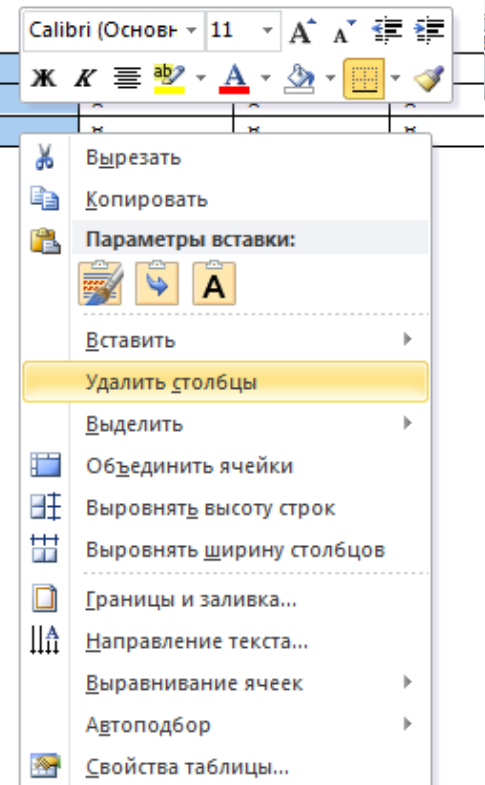 Calibri (Основн 11 А А
Ж К ab А
¤ ¤ ¤
¤ ¤ ¤
Вырезать
Копировать
Параметры вставки:
А
Вставить
Удалить столбцы
Выделить
Объединить ячейки
Выровнять высоту строк
Выровнять ширину столбцов
Границы и заливка...
Направление текста...
Выравнивание ячеек
Автоподбор
Свойства таблицы...